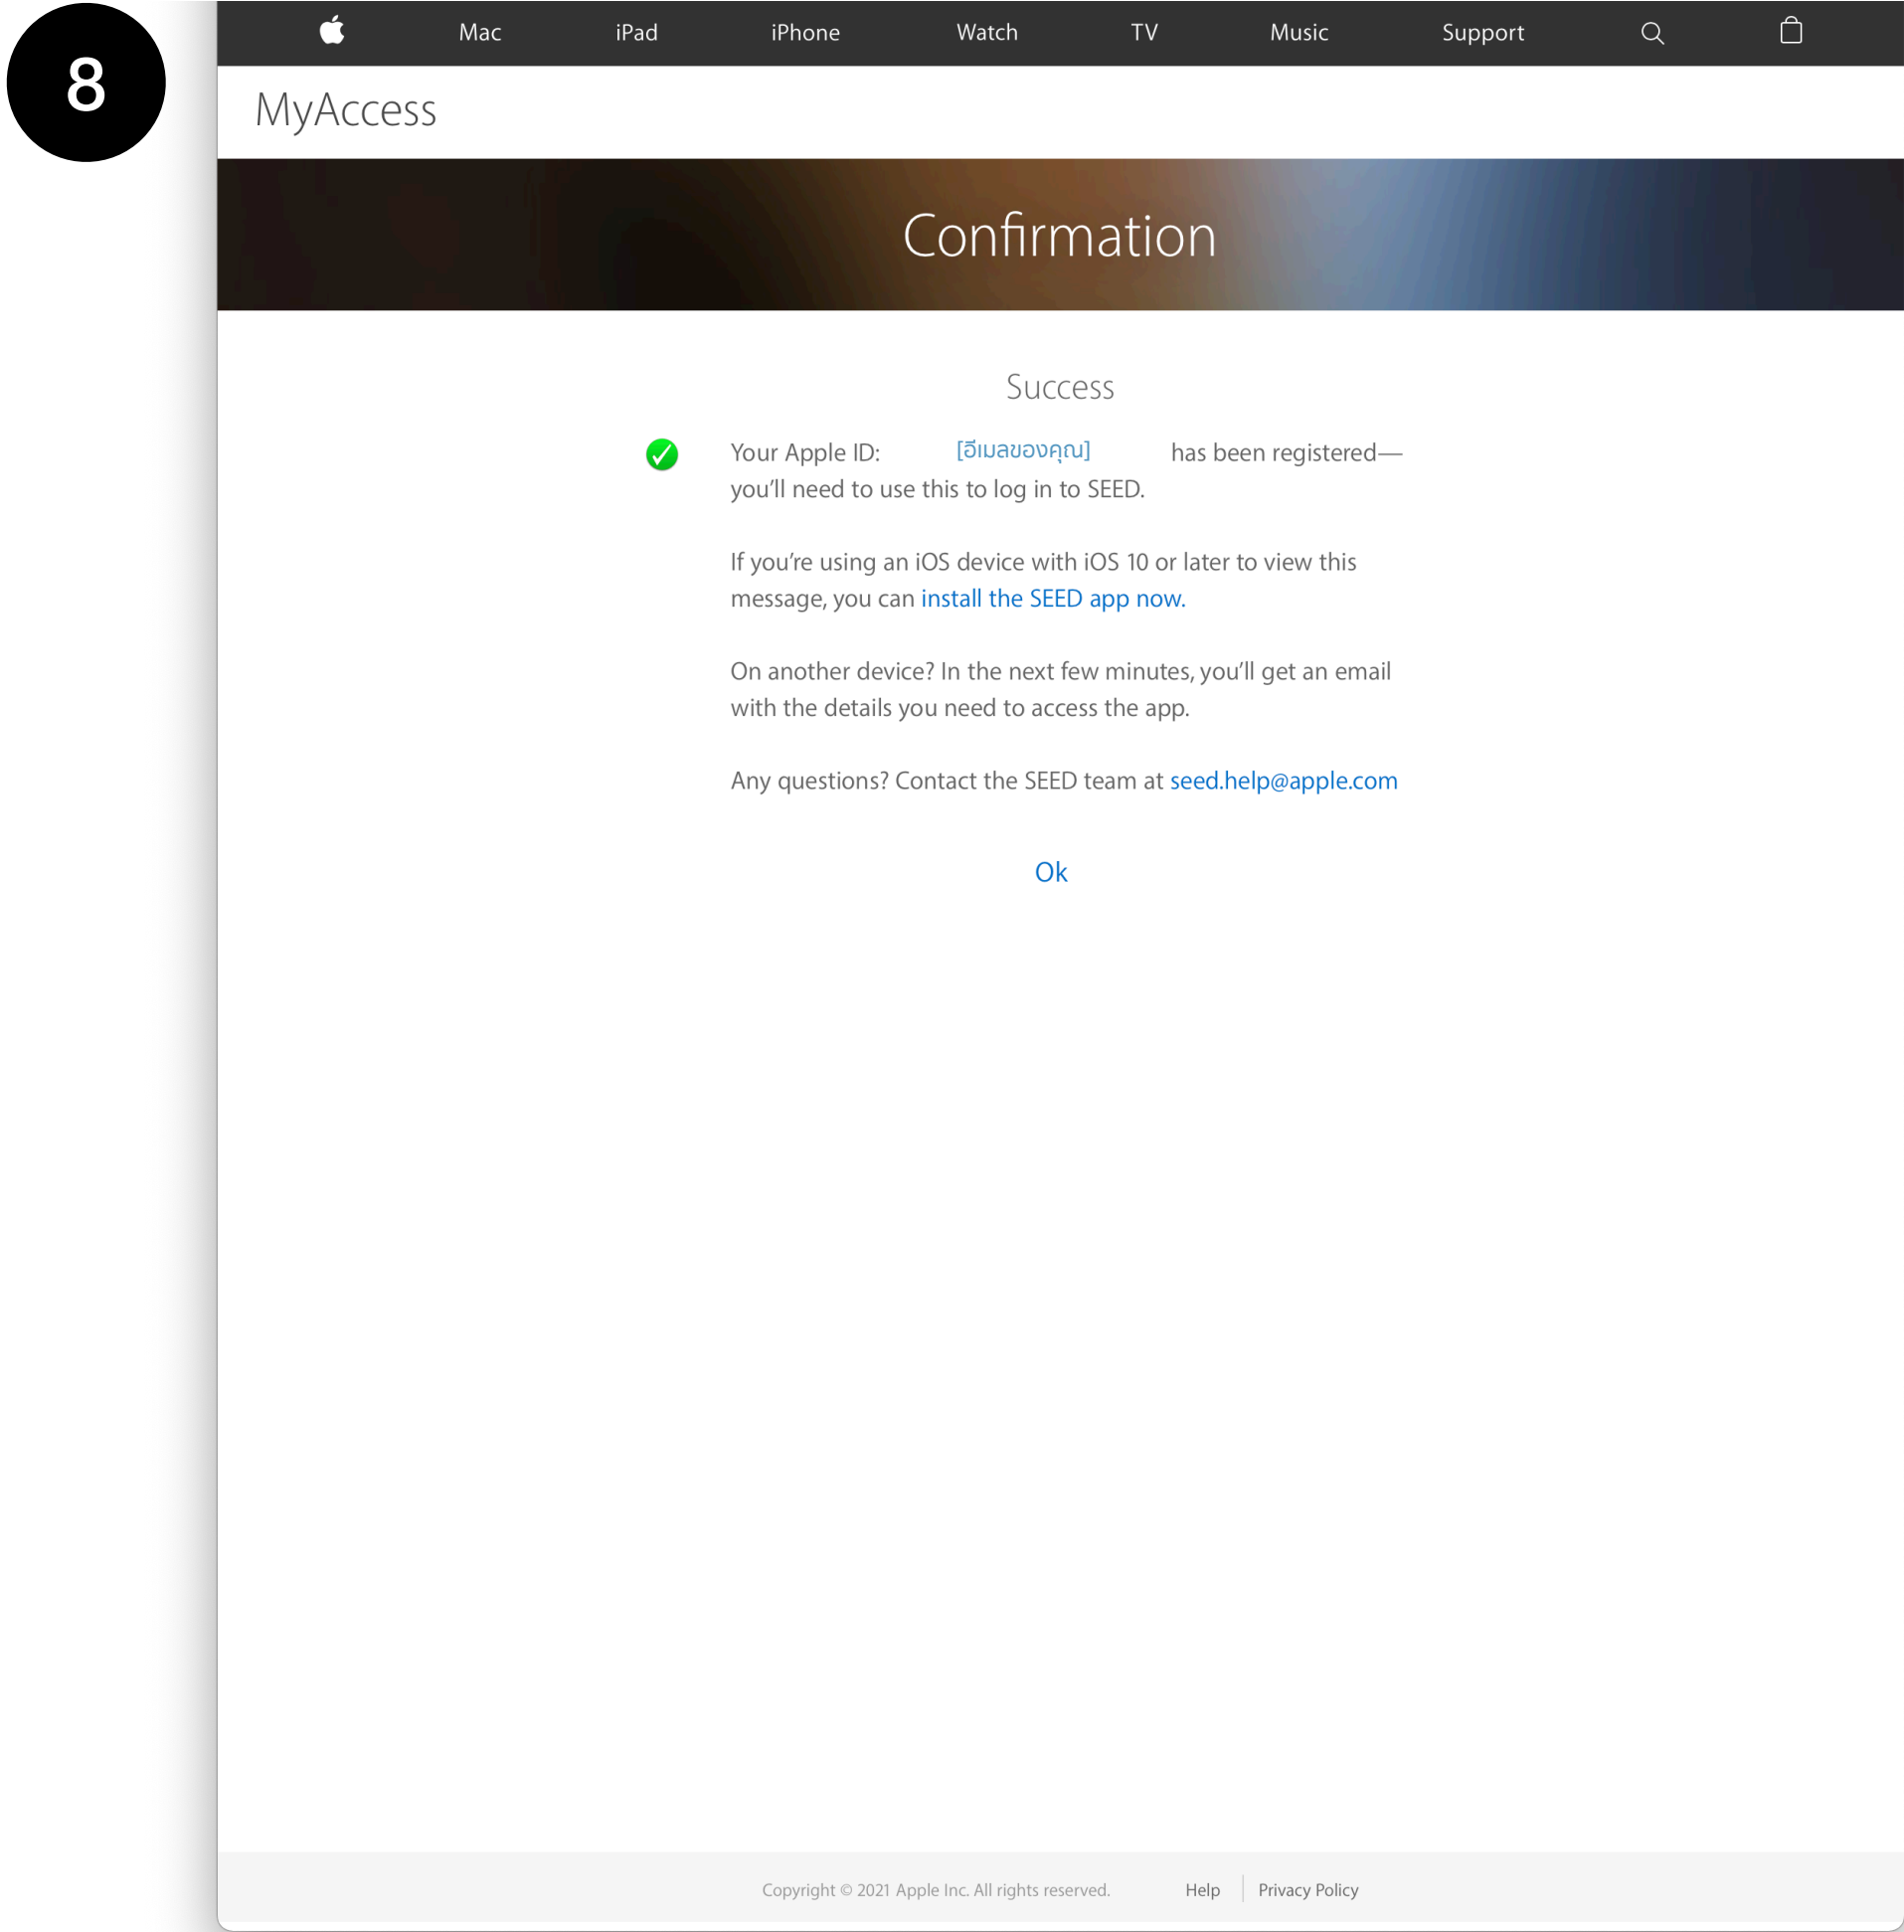 8
Mac iPad iPhone Watch TV Music Support
MyAccess
Confirmation
Success
Your Apple ID: [อีเมลของคุณ] has been registered—
you’ll need to use this to log in to SEED.
If you’re using an iOS device with iOS 10 or later to view this
message, you can install the SEED app now.
On another device? In the next few minutes, you’ll get an email
with the details you need to access the app.
Any questions? Contact the SEED team at seed.help@apple.com
Ok
Copyright © 2021 Apple Inc. All rights reserved. Help Privacy Policy